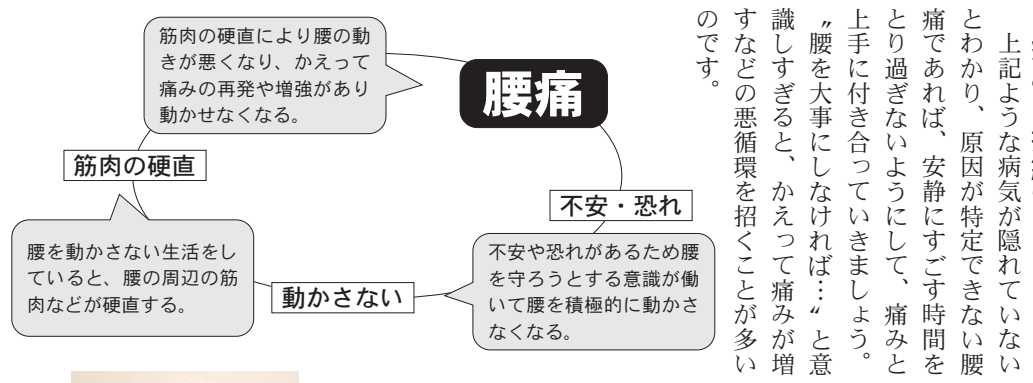 上記ような病気が隠れていない
とわかり、原因が特定できない腰
痛であれば、安静にすごす時間を
とり過ぎないようにして、痛みと
上手に付き合っていきましょう。
〝腰を大事にしなければ…〟と意
識しすぎると、かえって痛みが増
すなどの悪循環を招くことが多い
のです。
腰痛
不安・恐れ
不安や恐れがあるため腰
を守ろうとする意識が働
いて腰を積極的に動かさ
なくなる。
動かさない
腰を動かさない生活をし
ていると、腰の周辺の筋
肉などが硬直する。
筋肉の硬直
筋肉の硬直により腰の動
きが悪くなり、かえって
痛みの再発や増強があり
動かせなくなる。